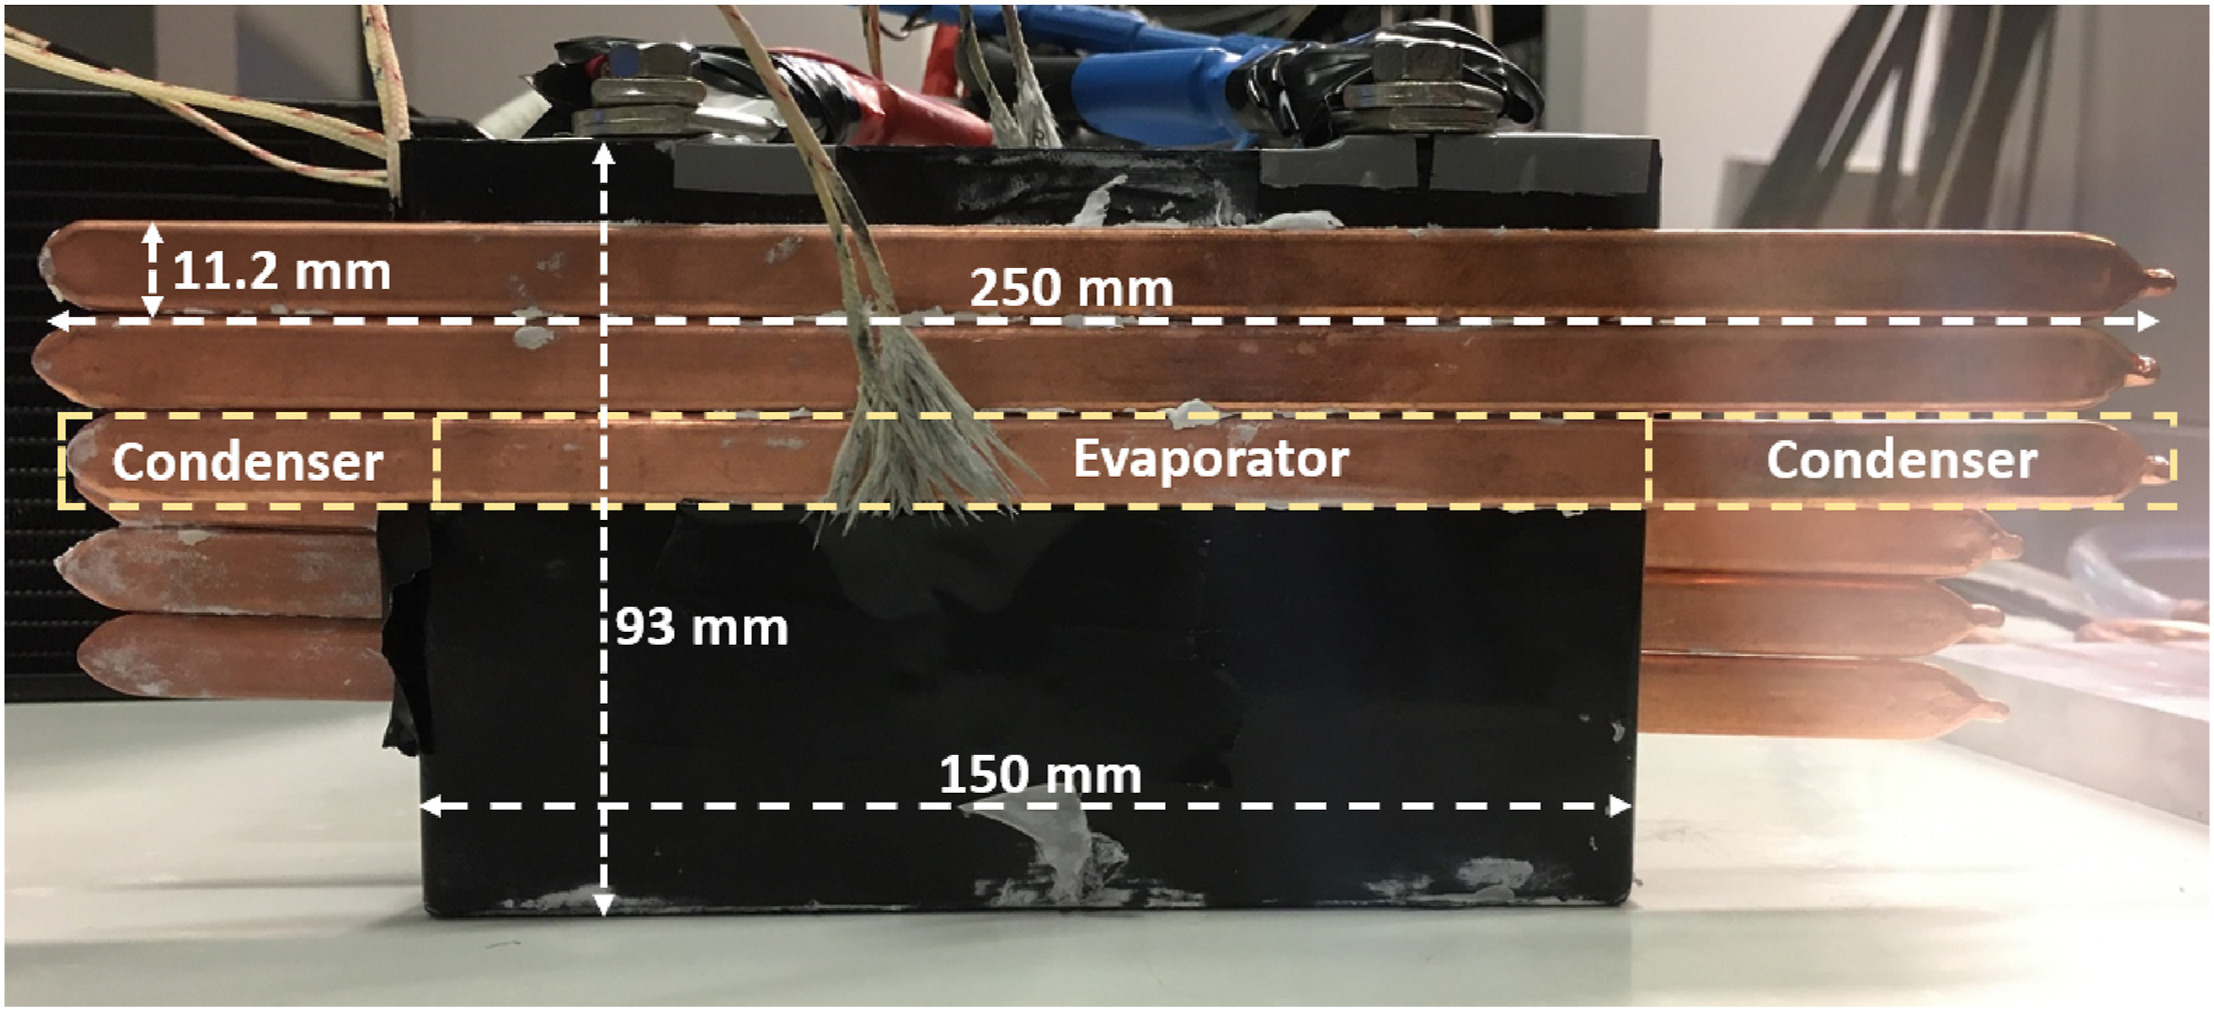 11.2 mm
250 mm
Condenser
Evaporator
Condenser
93 mm
150 mm